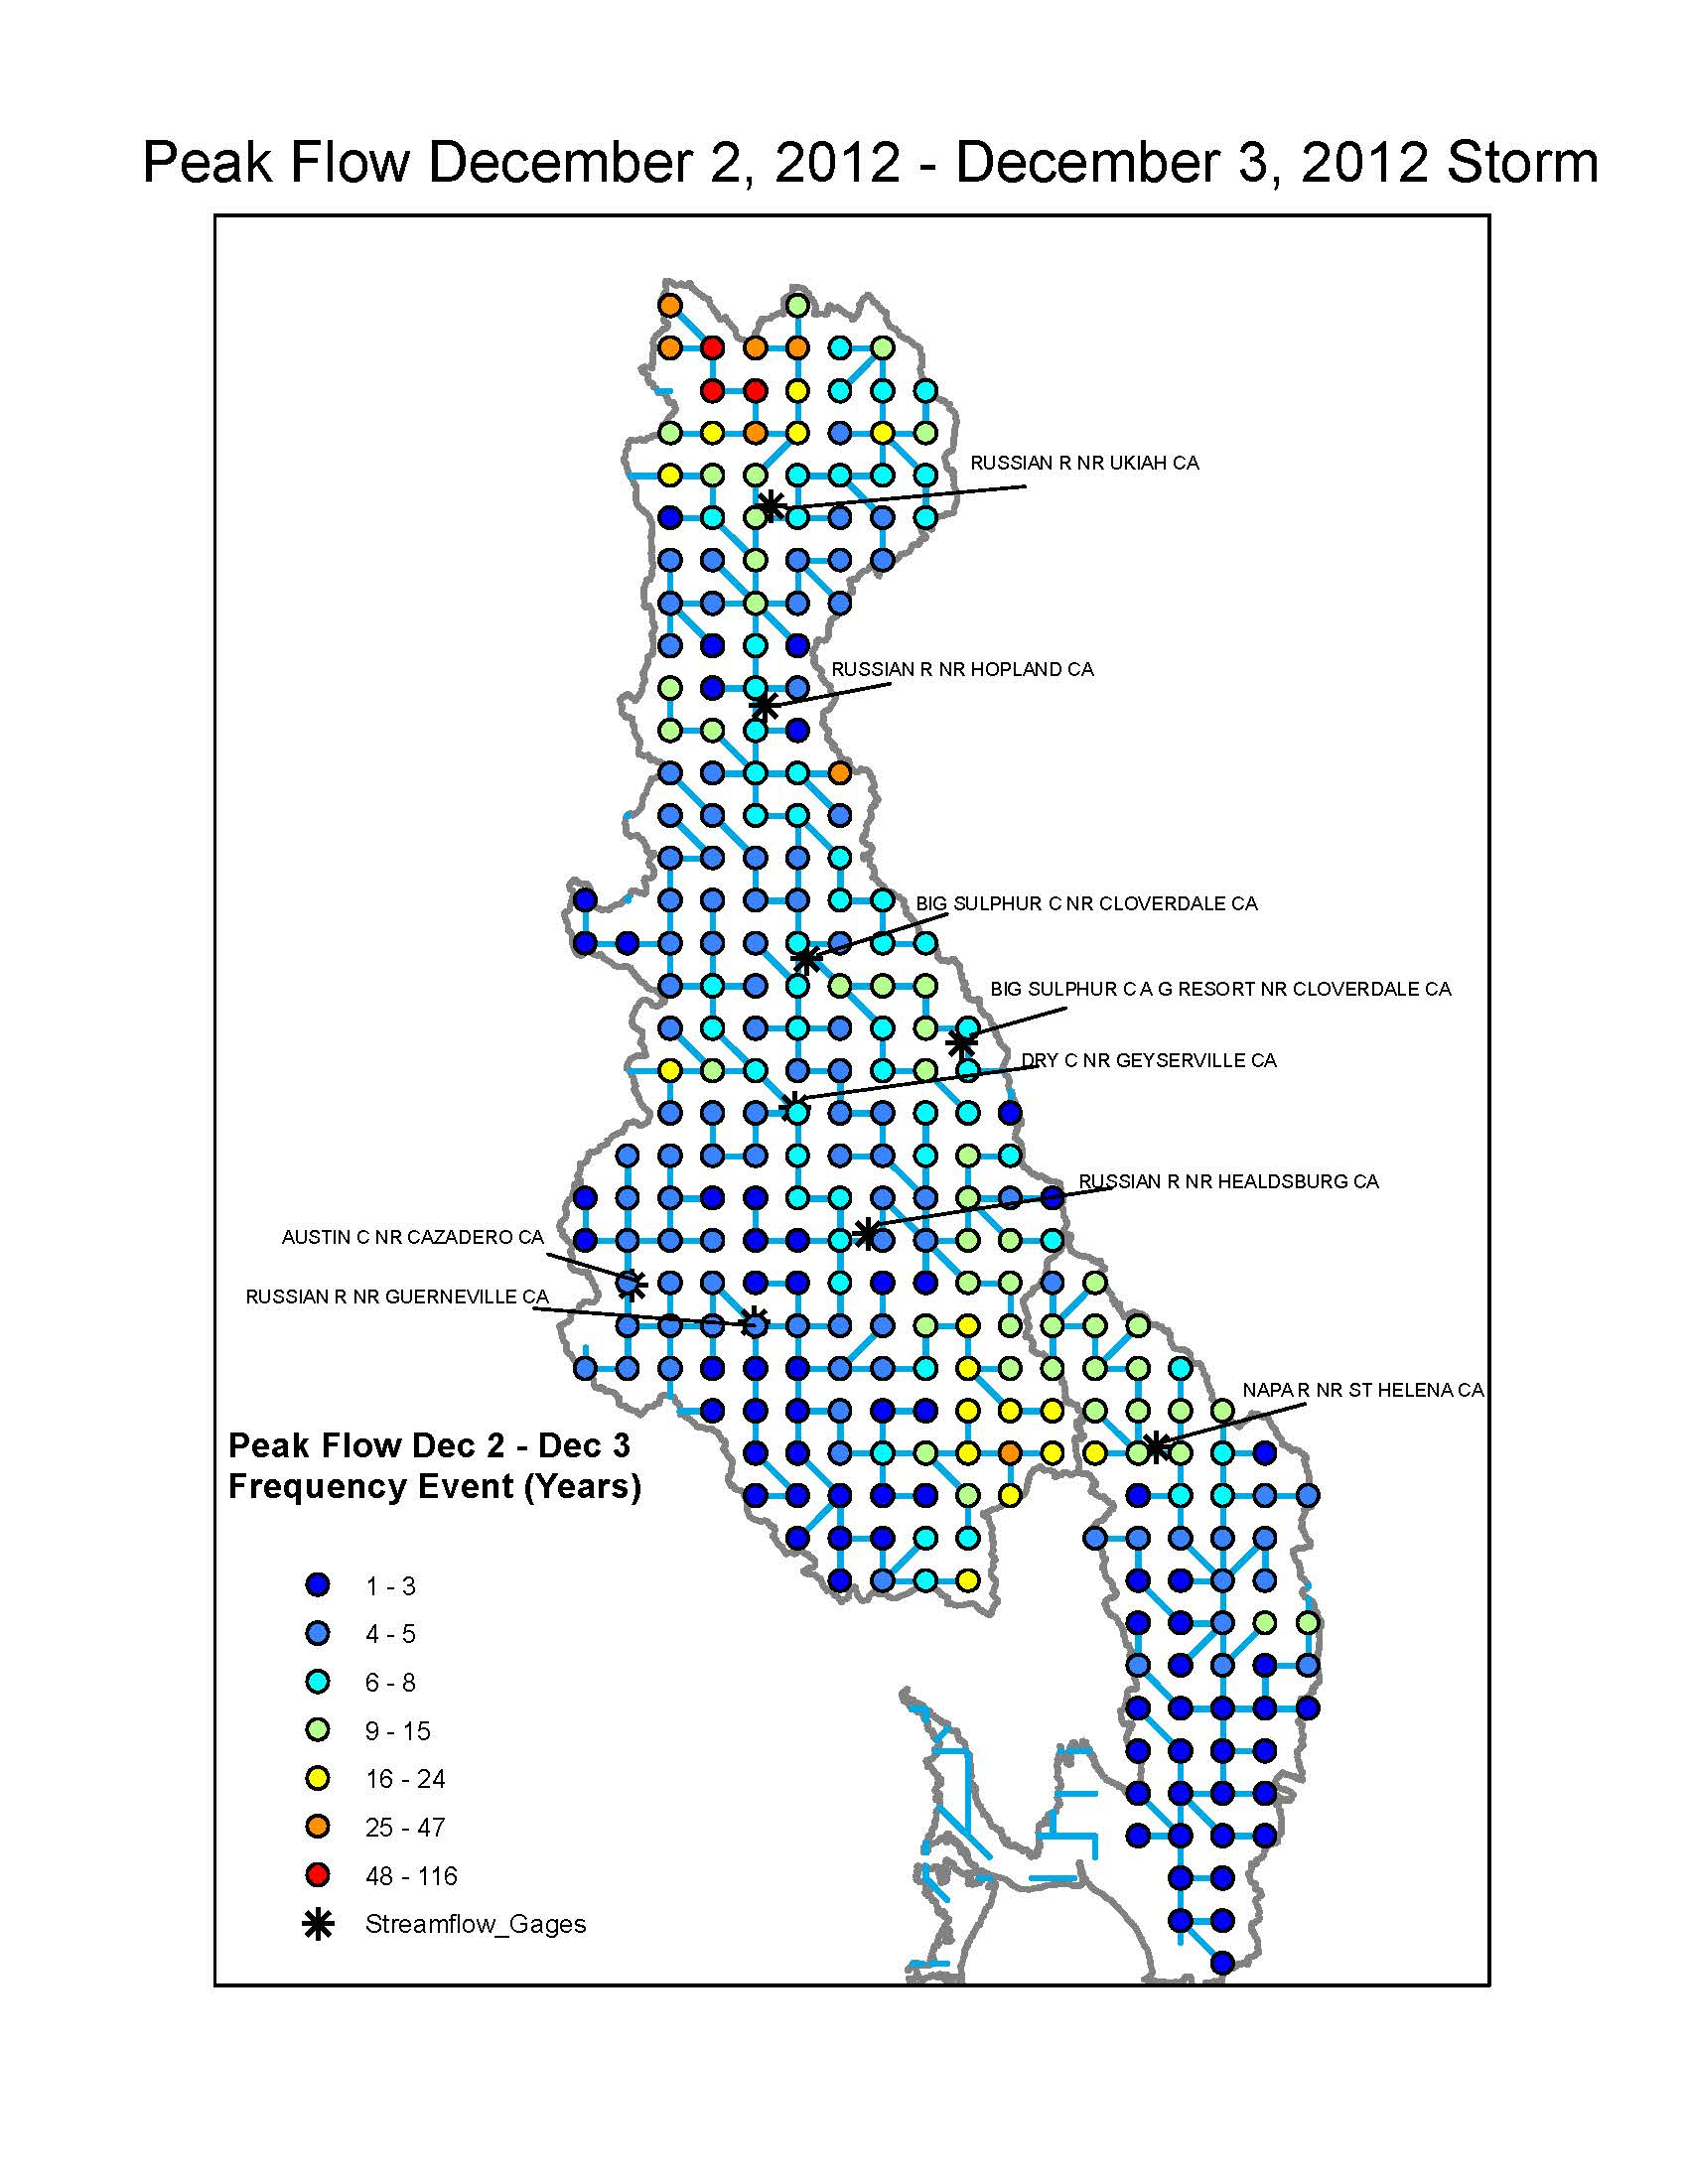 Peak Flow December 2, 2012 - December 3, 2012 Storm
RUSSIAN R NR UKIAH CA
RUSSIAN R NR HOPLAND CA
BIG SULPHUR C NR CLOVERDALE CA
BIG SULPHUR C A G RESORT NR CLOVERDALE CA
DRY C NR GEYSERVILLE CA
RUSSIAN R NR HEALDSBURG CA
AUSTIN C NR CAZADERO CA
RUSSIAN R NR GUERNEVILLE CA
NAPA R NR ST HELENA CA
Peak Flow Dec 2 - Dec 3
Frequency Event (Years)
1 - 3
4 - 5
6 - 8
9 - 15
16 - 24
25 - 47
48 - 116
Streamflow_Gages